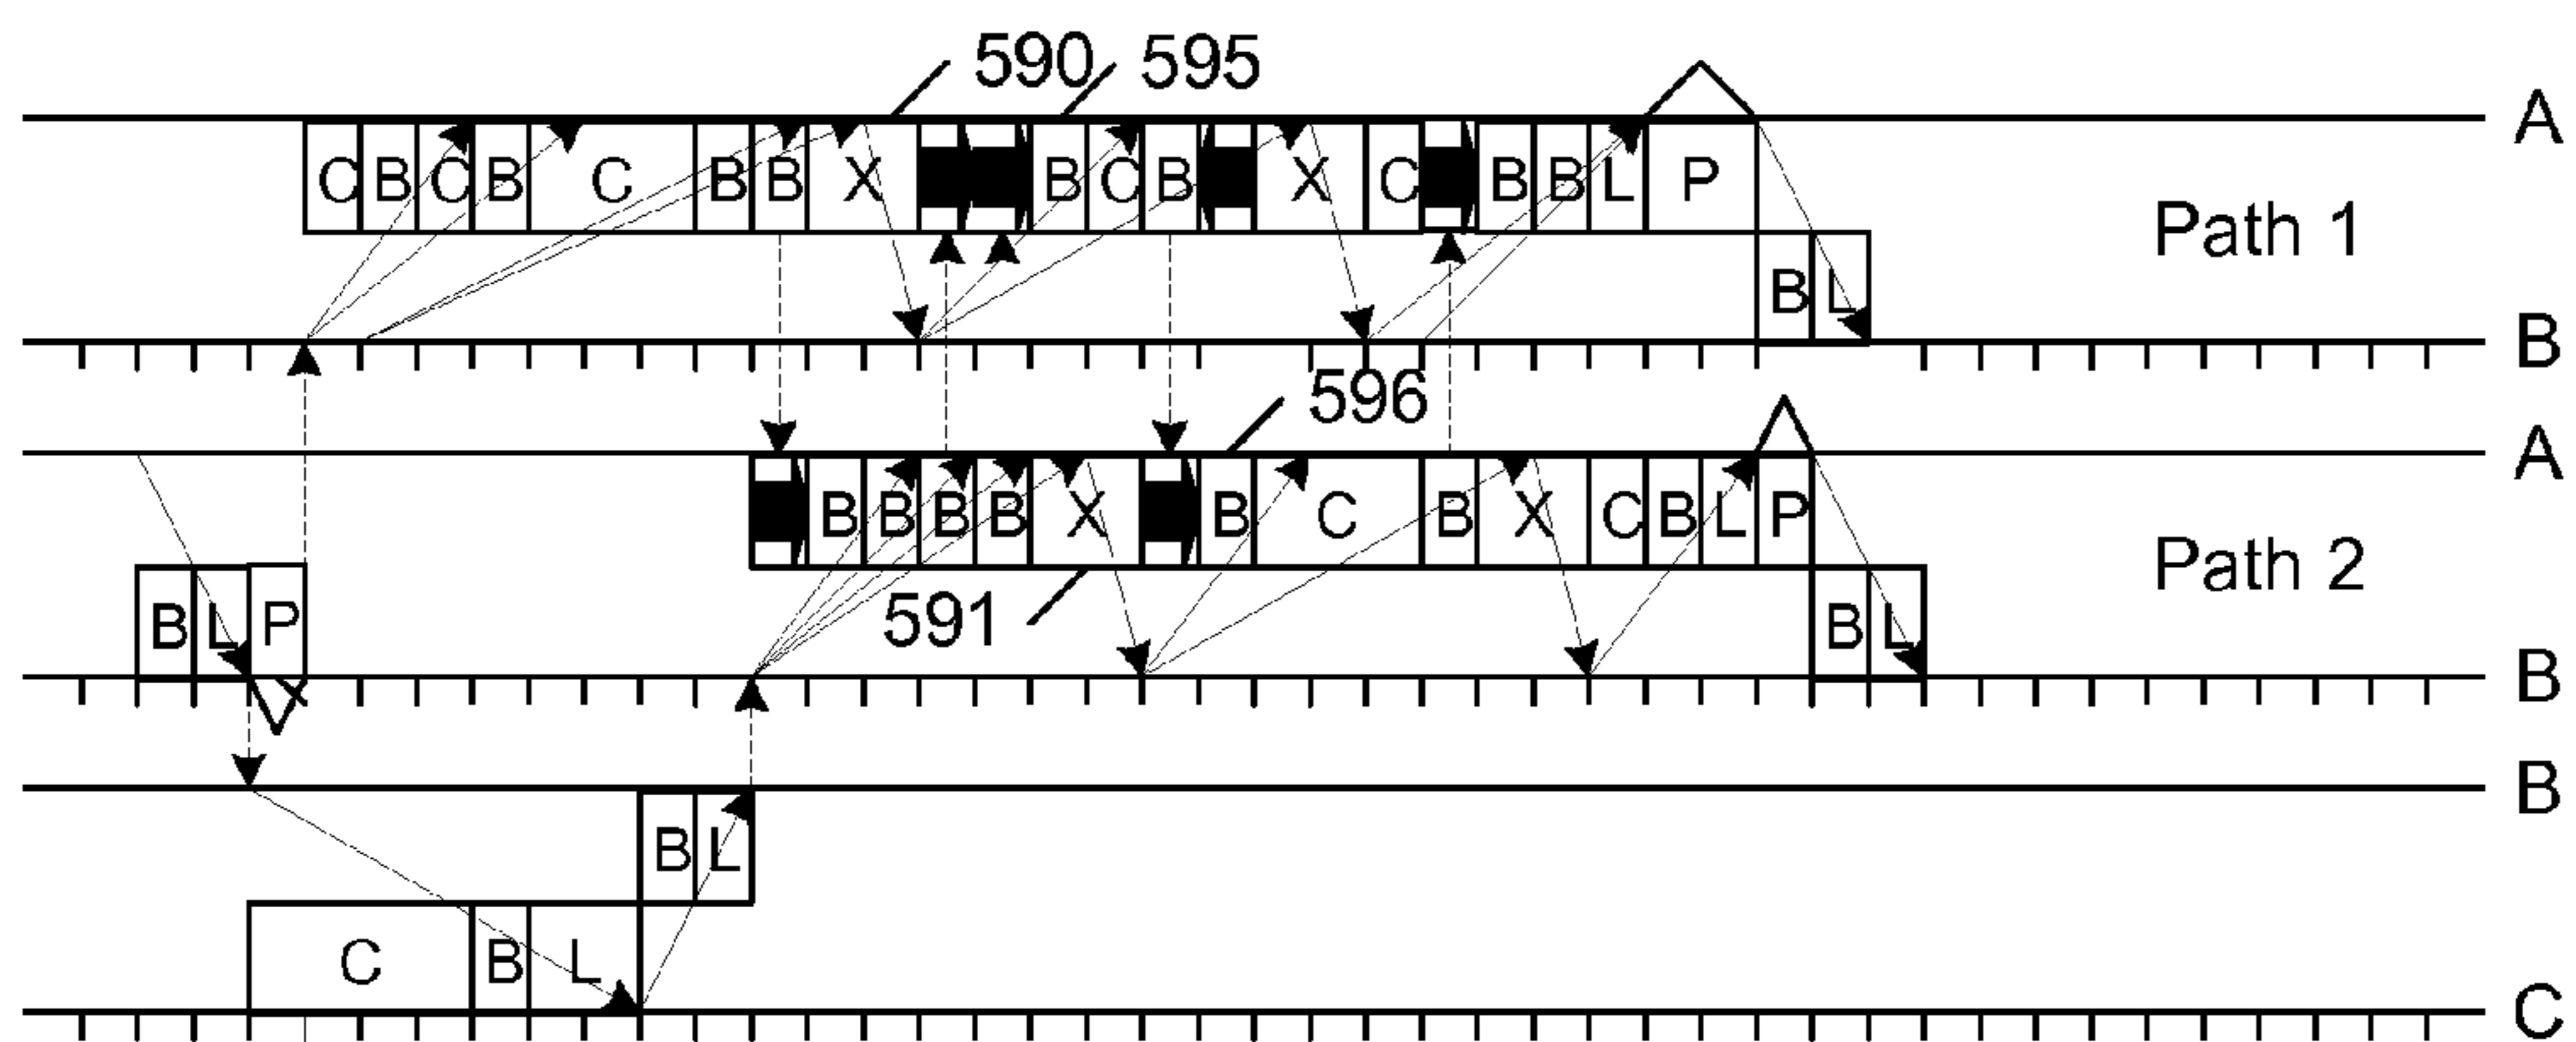 590 595
A
C B C B C B B X B C B X C B B L P
Path 1
B L
B
596
A
B B B B X B C B X C B L P
Path 2
B L P 591 B L
B
B
B L
C B L
C